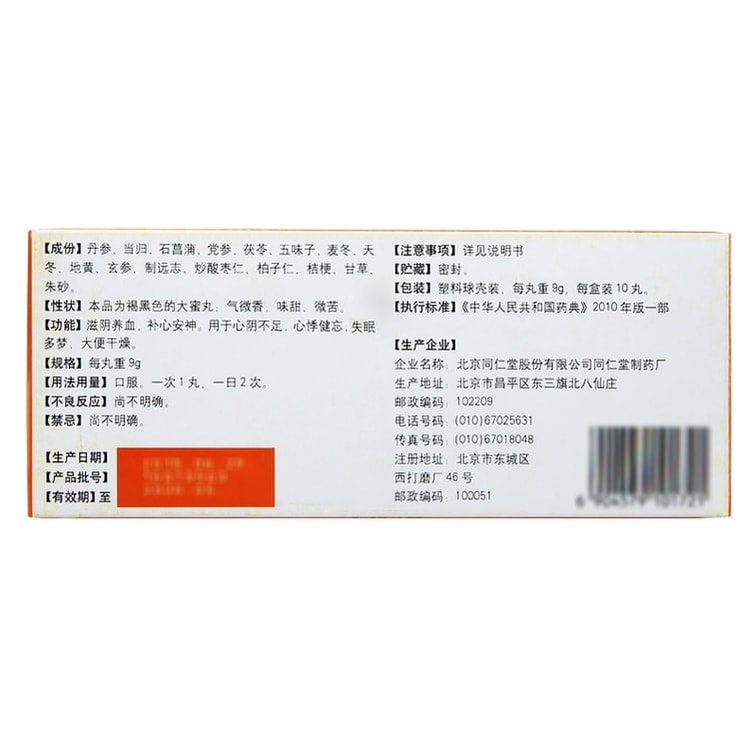 【成份】丹参、当归、石菖蒲、党参、茯苓、五味子、麦冬、天
冬、地黄、玄参、制远志、炒酸枣仁、柏子仁、桔梗、甘草、
朱砂。
【性状】本品为褐黑色的大蜜丸；气微香，味甜、微苦。
【功能】滋阴养血，补心安神。用于心阴不足，心悸健忘，失眠
多梦，大便干燥。
【规格】每丸重9g
【用法用量】口服。一次1丸，一日2次。
【不良反应】尚不明确。
【禁忌】尚不明确。
【生产日期】
【产品批号】
【有效期】至
【注意事项】详见说明书
【贮藏】密封。
【包装】塑料球壳装，每丸重9g，每盒装10丸。
【执行标准】《中华人民共和国药典》2010年版一部
【生产企业】
企业名称：北京同仁堂股份有限公司同仁堂制药厂
生产地址：北京市昌平区东三旗北八仙庄
邮政编码：102209
电话号码：(010)67025631
传真号码：(010)67018048
注册地址：北京市东城区
西打磨厂46号
邮政编码：100051